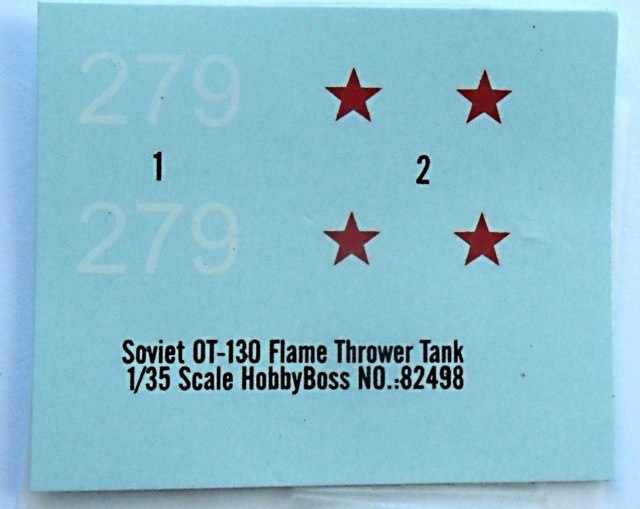 279
1
2
279
Soviet OT-130 Flame Thrower Tank
1/35 Scale HobbyBoss NO.:82498